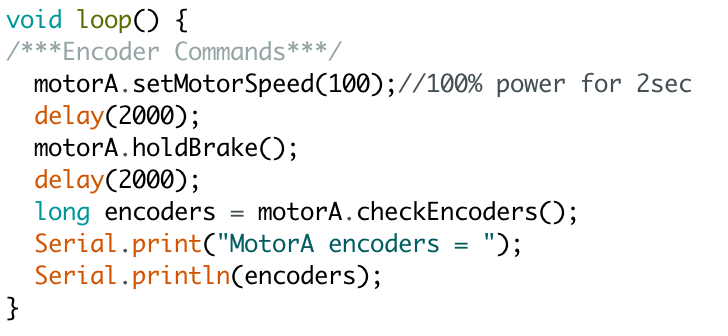 void loop() {
/***Encoder Commands***/
  motorA.setMotorSpeed(100);//100% power for 2sec
  delay(2000);
  motorA.holdBrake();
  delay(2000);
  long encoders = motorA.checkEncoders();
  Serial.print("MotorA encoders = ");
  Serial.println(encoders);
}